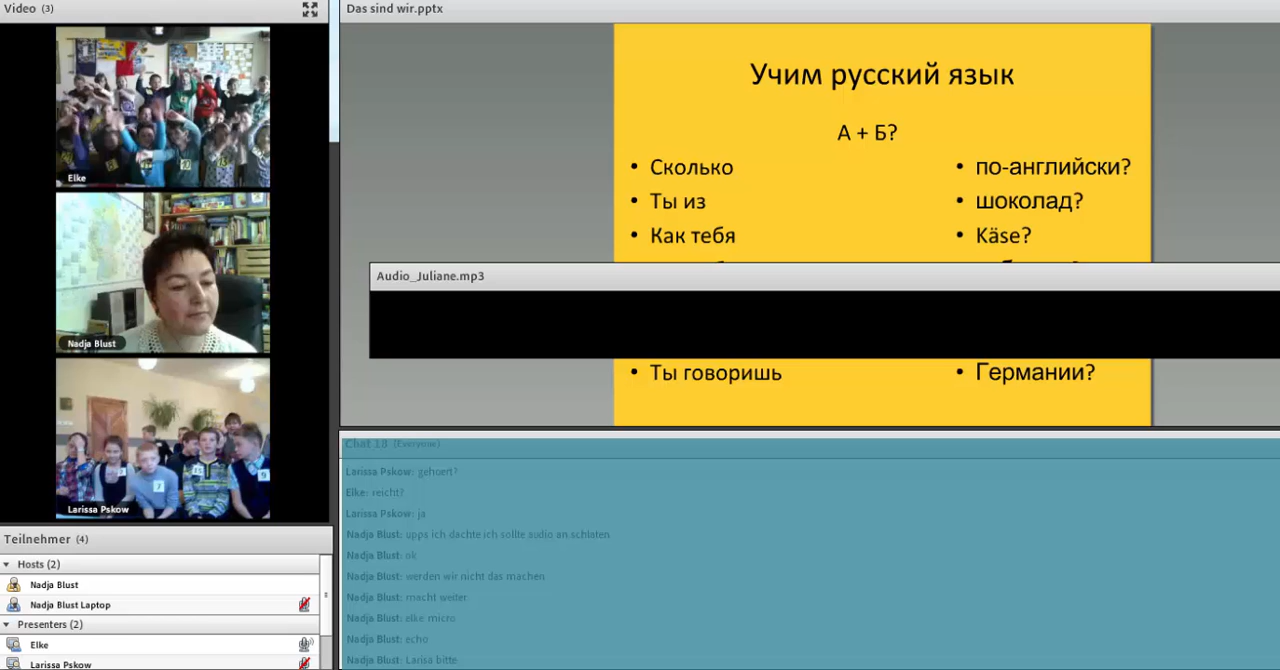 Video (3)
Elke
Nadja Blust
Larissa Pskow
Teilnehmer (4)
Hosts (2)
Nadja Blust
Nadja Blust Laptop
Presenters (2)
Elke
Larissa Pskow
Das sind wir.pptx
Учим русский язык
А + Б?
• Сколько
• по-английски?
• Ты из
• шоколад?
• Как тебя
• Käse?
Audio_Juliane.mp3
• Ты говоришь
• Германии?
Chat 18 (Everyone)
Larissa Pskow: gehoert?
Elke: reicht?
Larissa Pskow: ja
Nadja Blust: upps ich dachte ich sollte audio an schlaten
Nadja Blust: ok
Nadja Blust: werden wir nicht das machen
Nadja Blust: macht weiter
Nadja Blust: elke micro
Nadja Blust: echo
Nadja Blust: Larisa bitte